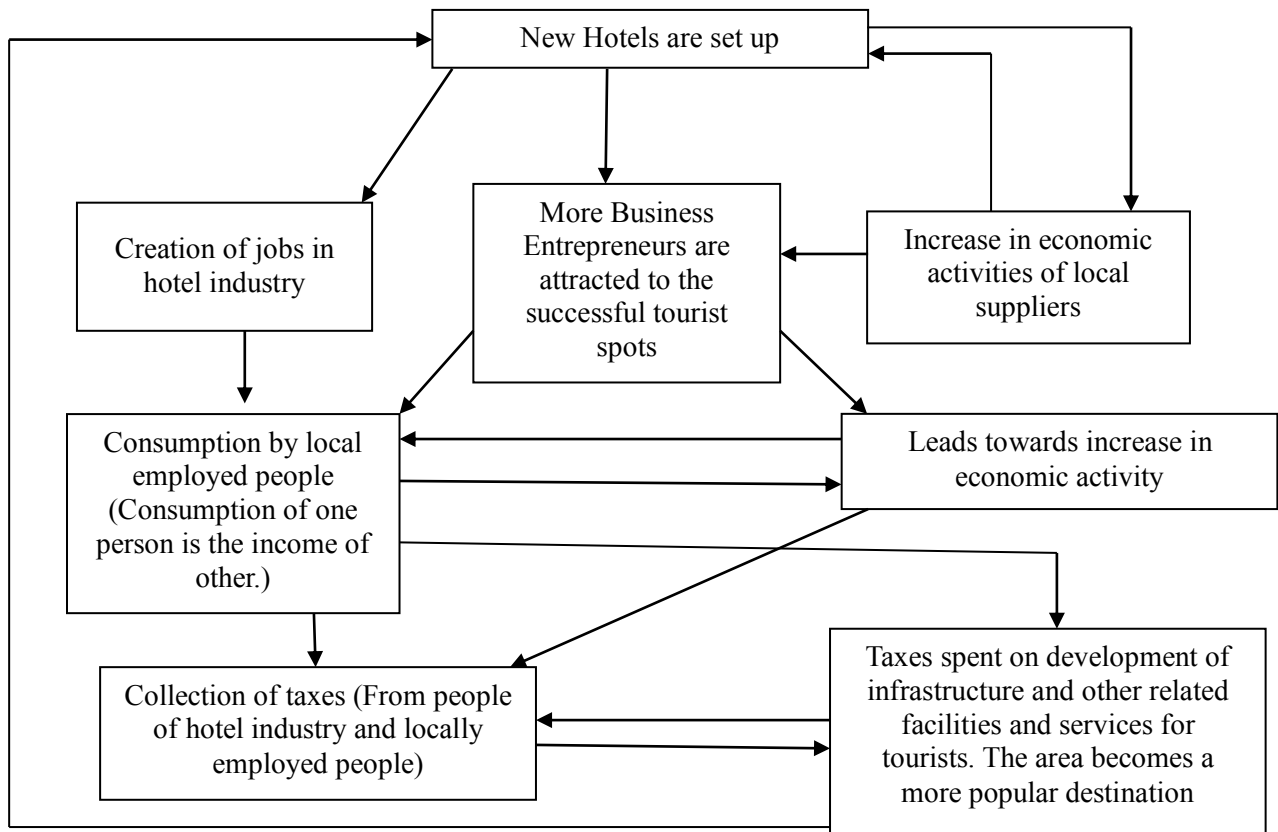 New Hotels are set up
Creation of jobs in
hotel industry
More Business
Entrepreneurs are
attracted to the
successful tourist
spots
Increase in economic
activities of local
suppliers
Consumption by local
employed people
(Consumption of one
person is the income of
other.)
Leads towards increase in
economic activity
Collection of taxes (From people
of hotel industry and locally
employed people)
Taxes spent on development of
infrastructure and other related
facilities and services for
tourists. The area becomes a
more popular destination